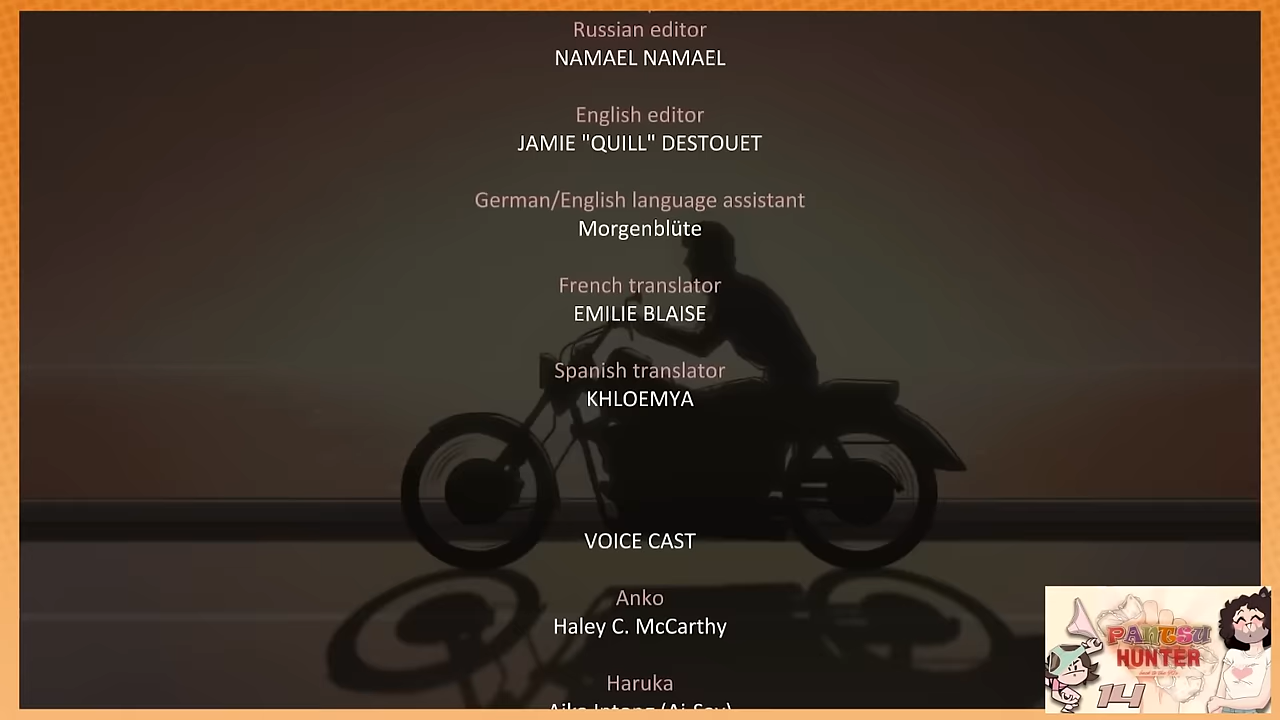 Russian editor
NAMAEL NAMAEL
English editor
JAMIE "QUILL" DESTOUET
German/English language assistant
Morgenblüte
French translator
EMILIE BLAISE
Spanish translator
KHLOEMYA
VOICE CAST
Anko
Haley C. McCarthy
Haruka
PANTSU
HUNTER
14